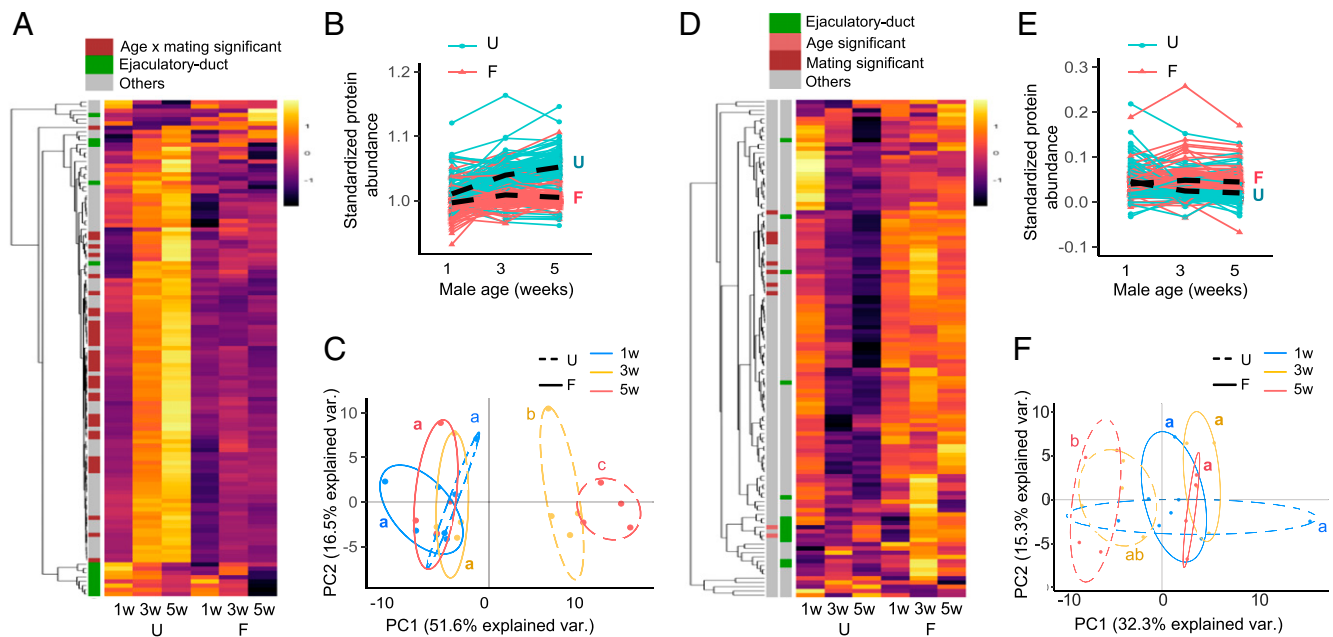 A
Age x mating significant
Ejaculatory-duct
Others
1
0
-1
1w 3w 5w 1w 3w 5w
U F
B
U
F
Standardized protein
abundance
1.2
1.1
1.0
U
F
1 3 5
Male age (weeks)
C
U
F
1w
3w
5w
PC2 (16.5% explained var.)
10
5
0
-5
a
a
b
c
a
a
-10 0 10
PC1 (51.6% explained var.)
D
Ejaculatory-duct
Age significant
Mating significant
Others
1
0
-1
1w 3w 5w 1w 3w 5w
U F
E
U
F
Standardized protein
abundance
0.3
0.2
0.1
0.0
-0.1
F
U
1 3 5
Male age (weeks)
F
U
F
1w
3w
5w
PC2 (15.3% explained var.)
10
5
0
-5
b
a
a
a
ab
a
-10 0 10
PC1 (32.3% explained var.)